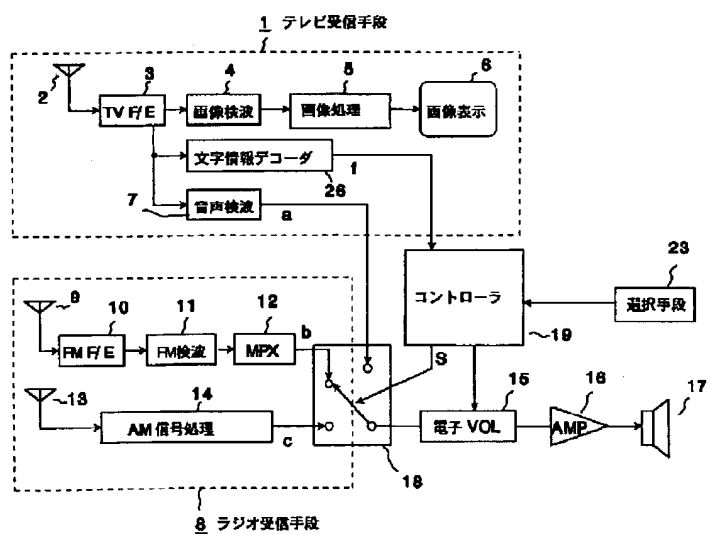 1 テレビ受信手段
2
3
4
5
6
TV F/E
画像検波
画像処理
画像表示
文字情報デコーダ
f
26
7
音声検波
a
9
10
11
12
FM F/E
FM検波
MPX
b
13
14
AM 信号処理
c
コントローラ
19
23
選択手段
S
15
電子 VOL
16
AMP
17
18
8 ラジオ受信手段